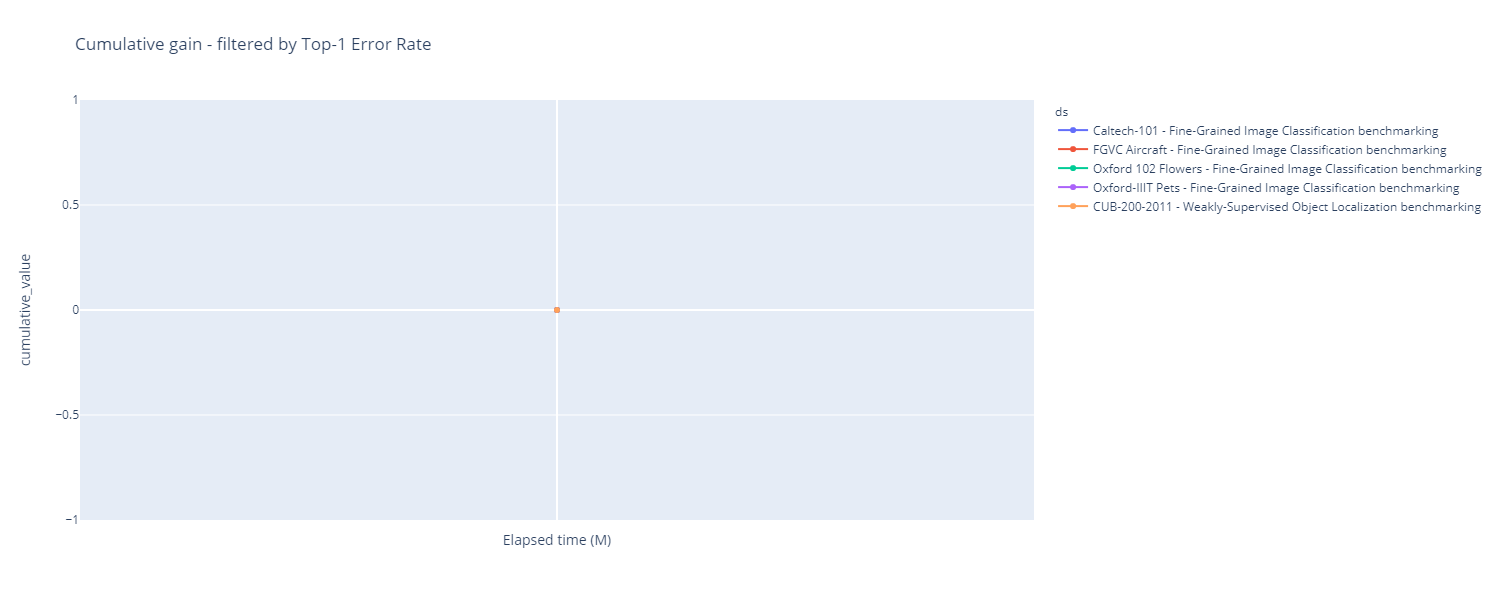 Cumulative gain - filtered by Top-1 Error Rate
1
0.5
0
−0.5
−1
cumulative_value
Elapsed time (M)
ds
Caltech-101 - Fine-Grained Image Classification benchmarking
FGVC Aircraft - Fine-Grained Image Classification benchmarking
Oxford 102 Flowers - Fine-Grained Image Classification benchmarking
Oxford-IIIT Pets - Fine-Grained Image Classification benchmarking
CUB-200-2011 - Weakly-Supervised Object Localization benchmarking